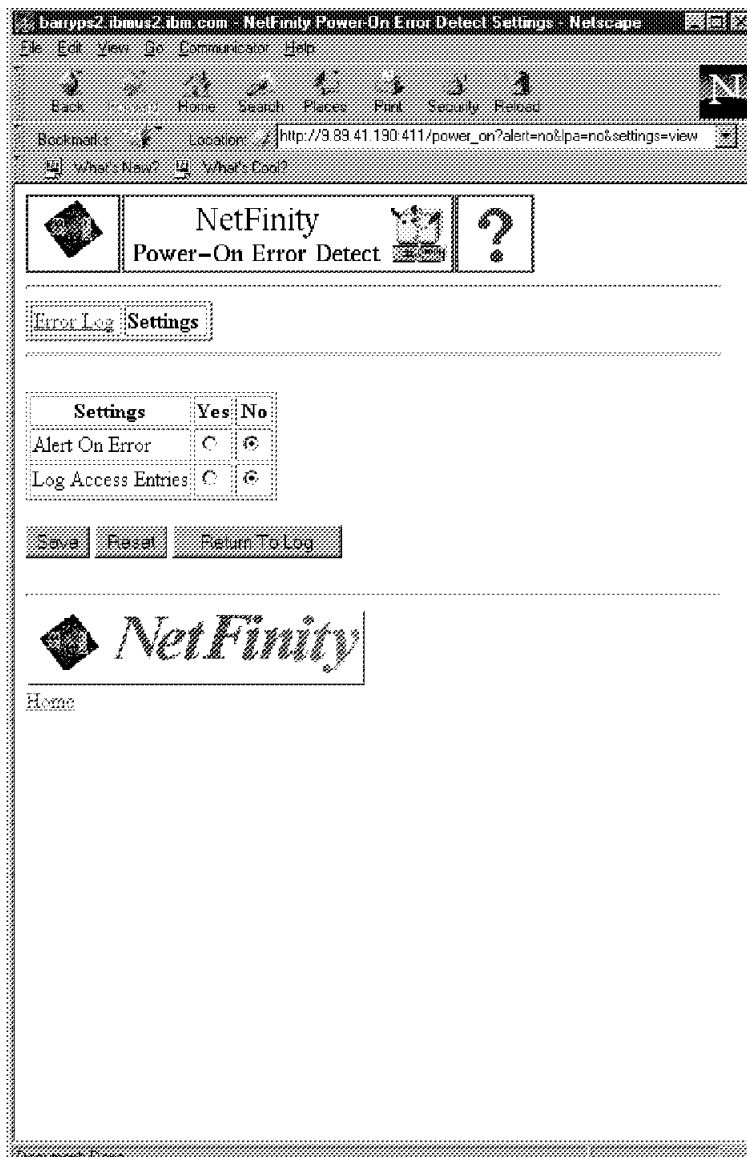 barryps2.ibmus2.ibm.com - NetFinity Power-On Error Detect Settings - Netscape
File Edit View Go Communicator Help
Back Forward Home Search Places Print Security Reload
N
Bookmarks Location: http://9.89.41.190:411/power_on?alert=no&lpa=no&settings=view
What's New? What's Cool?
NetFinity
Power-On Error Detect
?
Error Log Settings
Settings Yes No
Alert On Error
Log Access Entries
Save Reset Return To Log
NetFinity
Home
Document Done